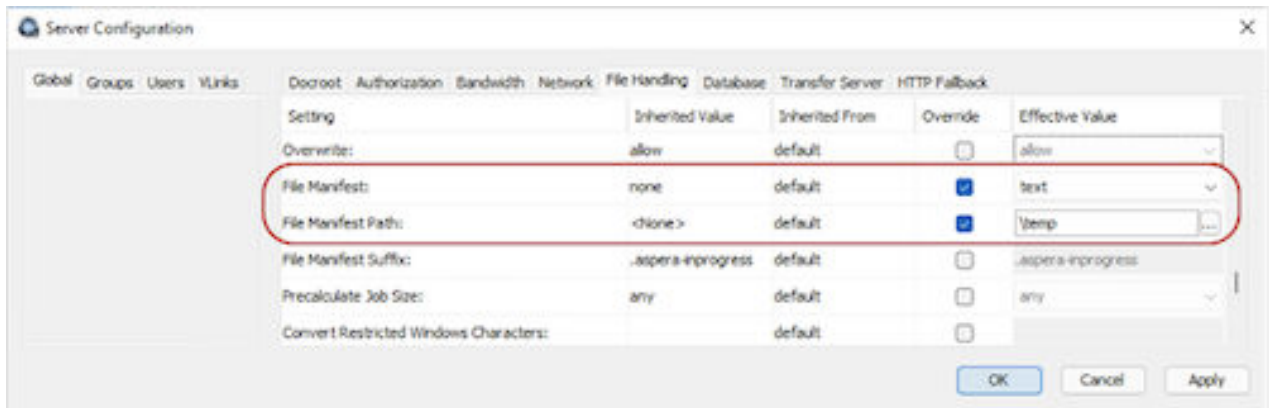 Server Configuration
Global Groups Users VLinks
Docroot Authorization Bandwidth Network File Handling Database Transfer Server HTTP Fallback
Setting Inherited Value Inherited From Override Effective Value
Overwrite: allow default allow
File Manifest: none default text
File Manifest Path: <None> default \temp ...
File Manifest Suffix: .aspera-inprogress default .aspera-inprogress
Precalculate Job Size: any default any
Convert Restricted Windows Characters: default
OK Cancel Apply